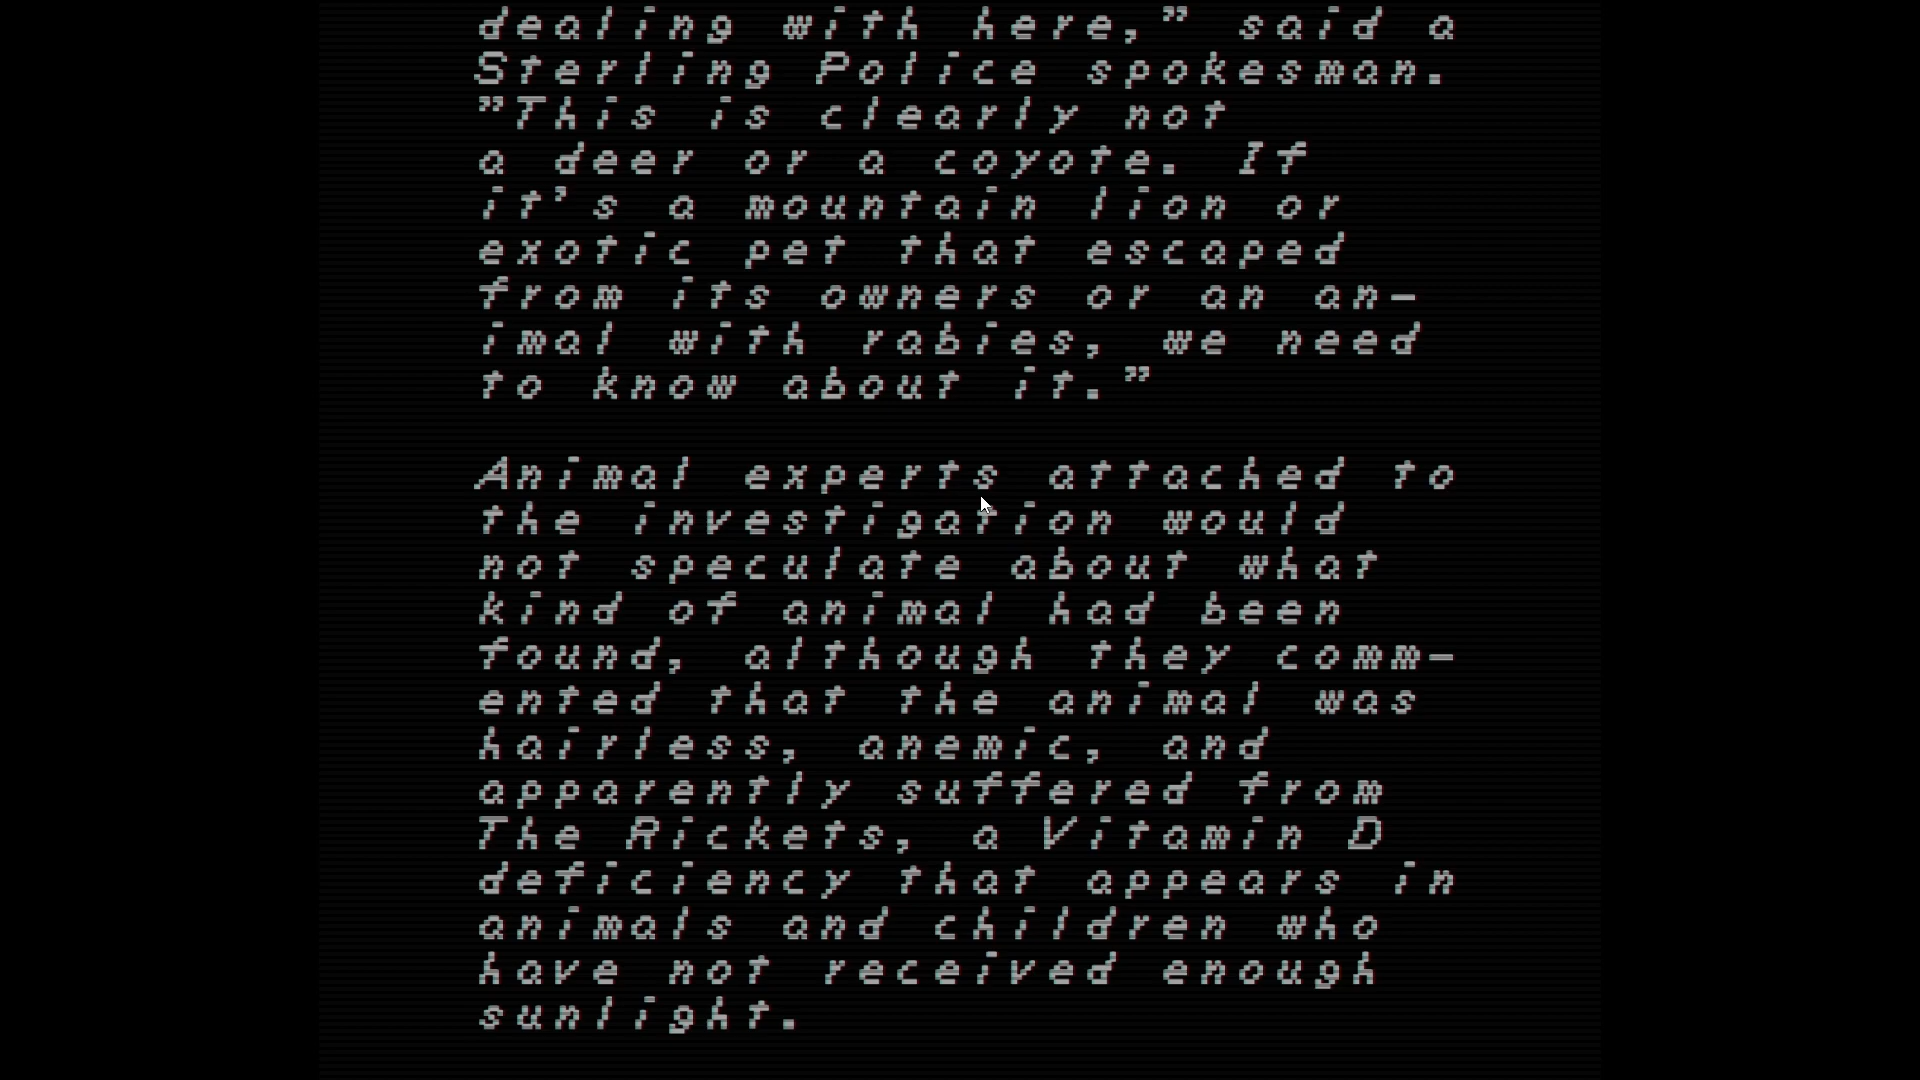 dealing with here,” said a
Sterling Police spokesman.
”This is clearly not
a deer or a coyote. If
it’s a mountain lion or
exotic pet that escaped
from its owners or an an-
imal with rabies, we need
to know about it.”
Animal experts attached to
the investigation would
not speculate about what
kind of animal had been
found, although they comm-
ented that the animal was
hairless, anemic, and
apparently suffered from
The Rickets, a Vitamin D
deficiency that appears in
animals and children who
have not received enough
sunlight.